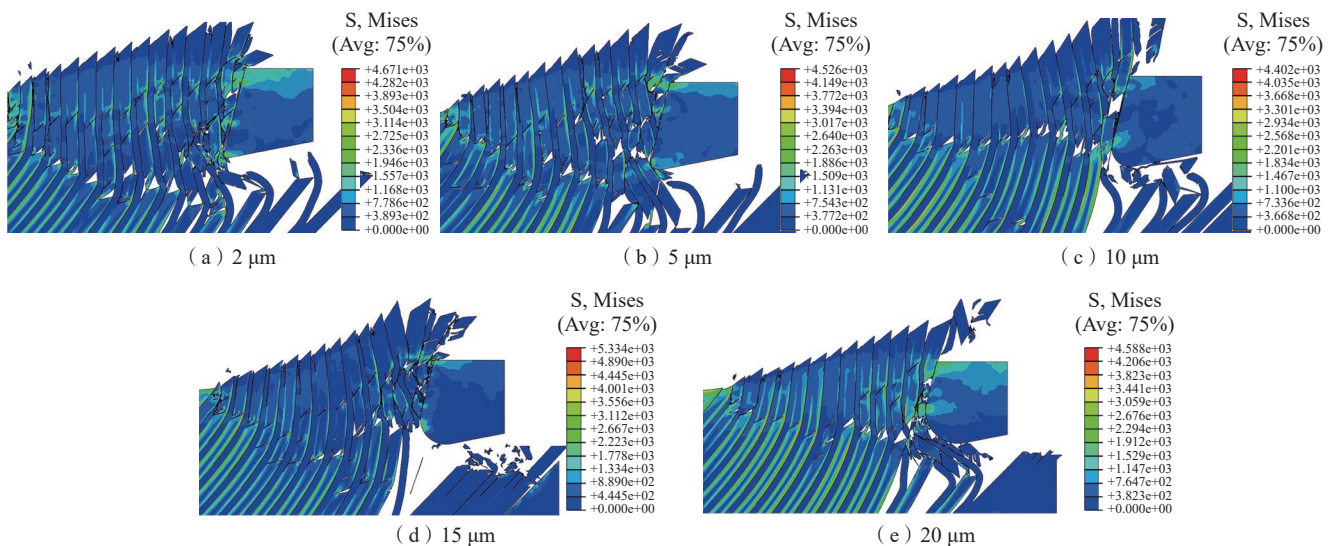 S, Mises
(Avg: 75%)
+4.671e+03
+4.282e+03
+3.893e+03
+3.504e+03
+3.114e+03
+2.725e+03
+2.336e+03
+1.946e+03
+1.557e+03
+1.168e+03
+7.786e+02
+3.893e+02
+0.000e+00
(a) 2 μm
S, Mises
(Avg: 75%)
+4.526e+03
+4.149e+03
+3.772e+03
+3.394e+03
+3.017e+03
+2.640e+03
+2.263e+03
+1.886e+03
+1.509e+03
+1.131e+03
+7.543e+02
+3.772e+02
+0.000e+00
(b) 5 μm
S, Mises
(Avg: 75%)
+4.402e+03
+4.035e+03
+3.668e+03
+3.301e+03
+2.934e+03
+2.568e+03
+2.201e+03
+1.834e+03
+1.467e+03
+1.100e+03
+7.336e+02
+3.668e+02
+0.000e+00
(c) 10 μm
S, Mises
(Avg: 75%)
+5.334e+03
+4.890e+03
+4.445e+03
+4.001e+03
+3.556e+03
+3.112e+03
+2.667e+03
+2.223e+03
+1.778e+03
+1.334e+03
+8.890e+02
+4.445e+02
+0.000e+00
(d) 15 μm
S, Mises
(Avg: 75%)
+4.588e+03
+4.206e+03
+3.823e+03
+3.441e+03
+3.059e+03
+2.676e+03
+2.294e+03
+1.912e+03
+1.529e+03
+1.147e+03
+7.647e+02
+3.823e+02
+0.000e+00
(e) 20 μm